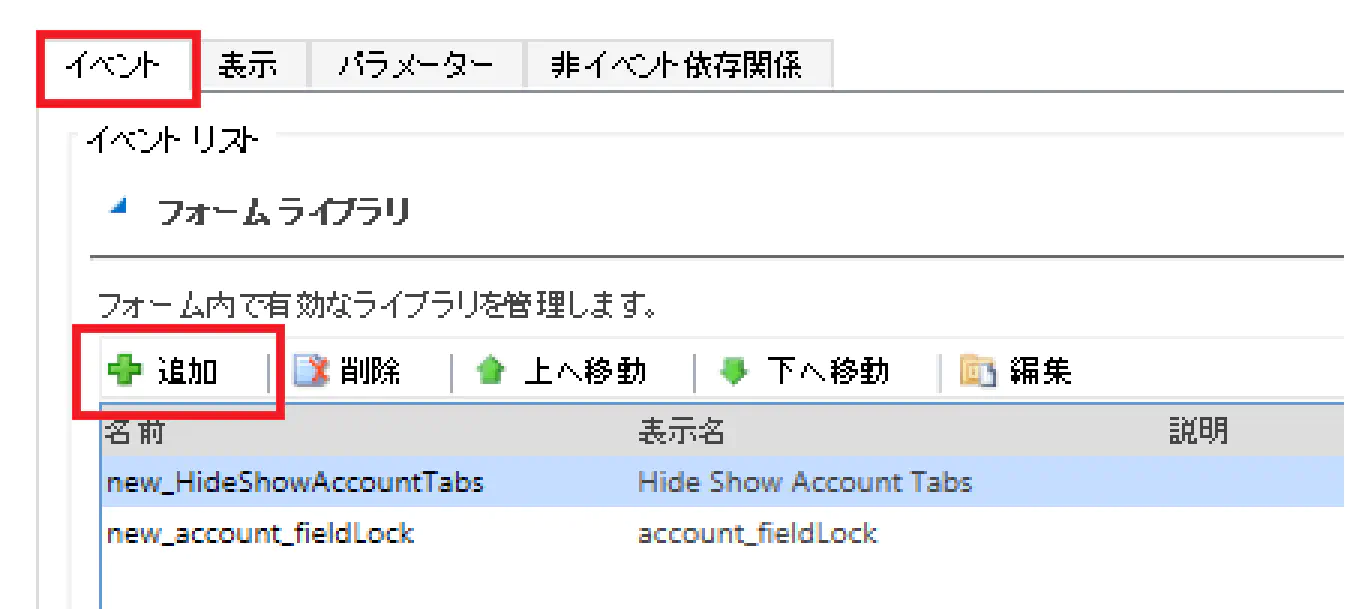 イベント 表示 パラメーター 非イベント依存関係
イベント リスト
フォーム ライブラリ
フォーム内で有効なライブラリを管理します。
追加 削除 上へ移動 下へ移動 編集
名前 表示名 説明
new_HideShowAccountTabs Hide Show Account Tabs
new_account_fieldLock account_fieldLock